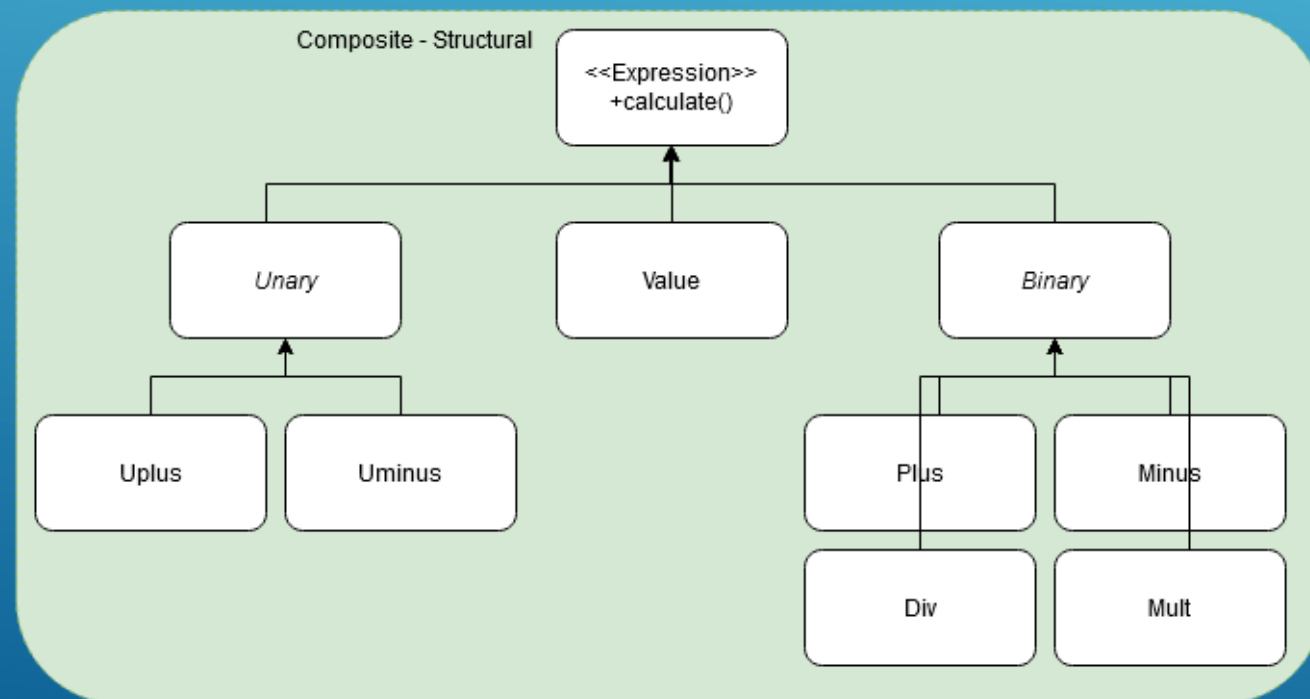 Composite - Structural
<<Expression>>
+calculate()
Unary
Value
Binary
Uplus
Uminus
Plus
Minus
Div
Mult